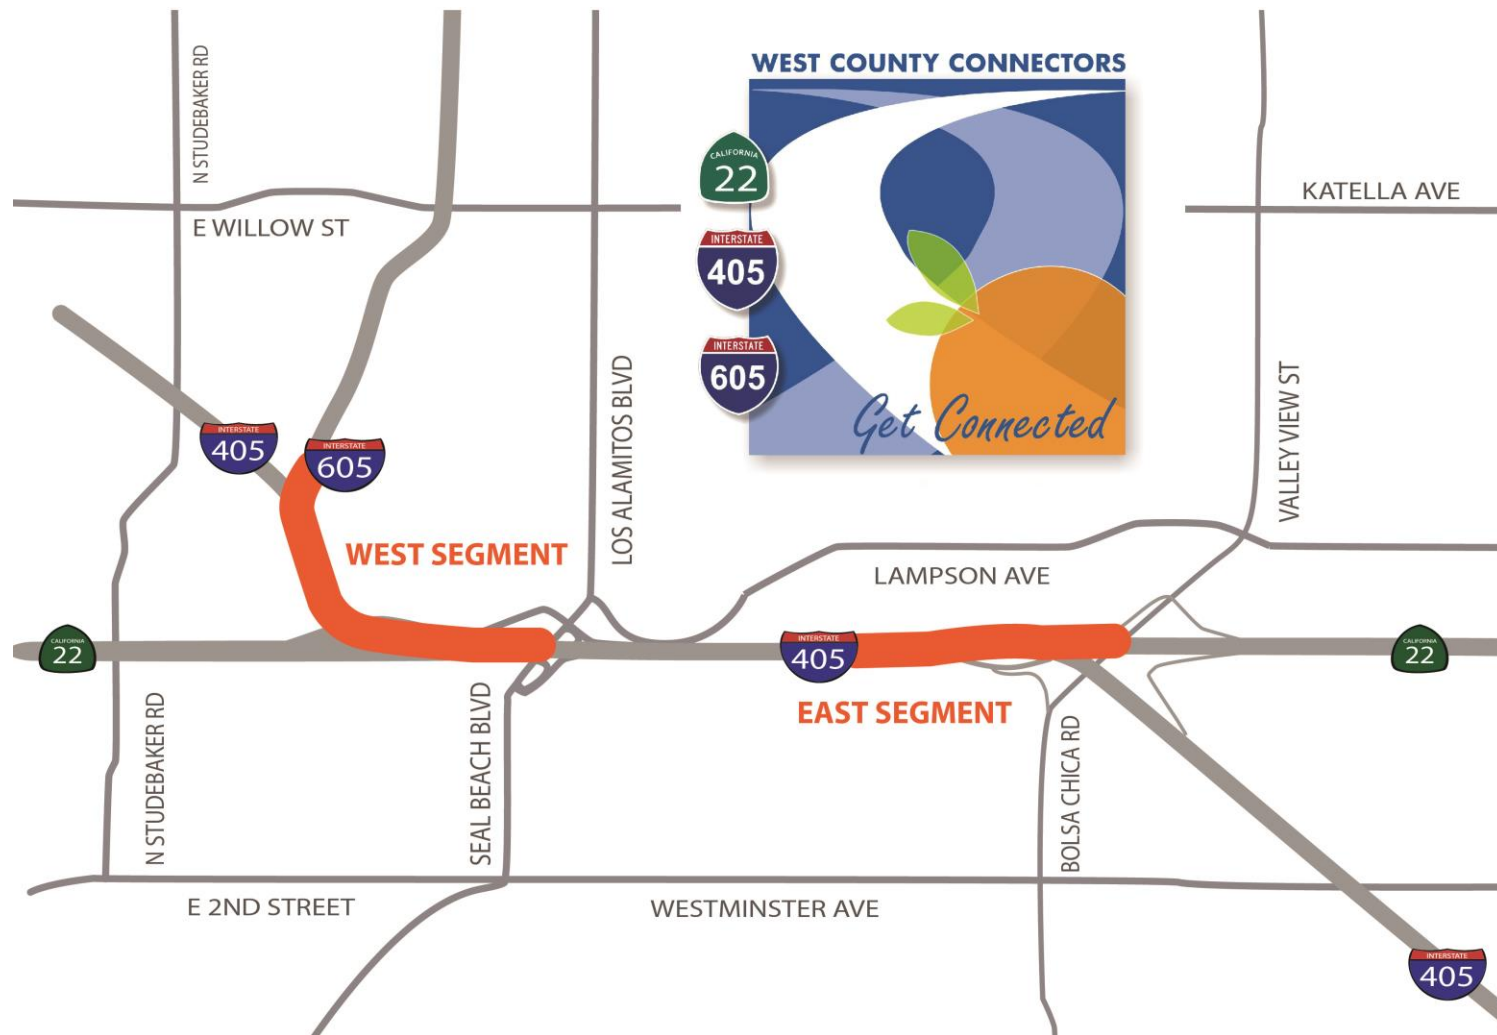 N STUDEBAKER RD
WEST COUNTY CONNECTORS
CALIFORNIA
22
KATELLA AVE
E WILLOW ST
INTERSTATE
405
INTERSTATE
605
Get Connected
LOS ALAMITOS BLVD
VALLEY VIEW ST
INTERSTATE
405
INTERSTATE
605
WEST SEGMENT
LAMPSON AVE
CALIFORNIA
22
INTERSTATE
405
CALIFORNIA
22
EAST SEGMENT
N STUDEBAKER RD
SEAL BEACH BLVD
BOLSA CHICA RD
E 2ND STREET
WESTMINSTER AVE
INTERSTATE
405